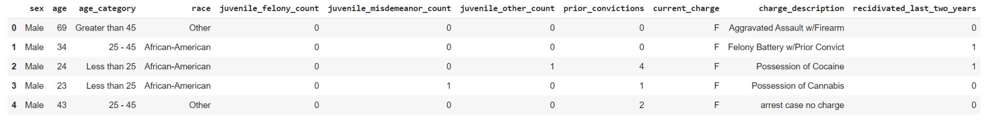 sex age age_category race juvenile_felony_count juvenile_misdemeanor_count juvenile_other_count prior_convictions current_charge charge_description recidivated_last_two_years
0 Male 69 Greater than 45 Other 0 0 0 0 F Aggravated Assault w/Firearm 0
1 Male 34 25 - 45 African-American 0 0 0 0 F Felony Battery w/Prior Convict 1
2 Male 24 Less than 25 African-American 0 0 1 4 F Possession of Cocaine 1
3 Male 23 Less than 25 African-American 0 1 0 1 F Possession of Cannabis 0
4 Male 43 25 - 45 Other 0 0 0 2 F arrest case no charge 0